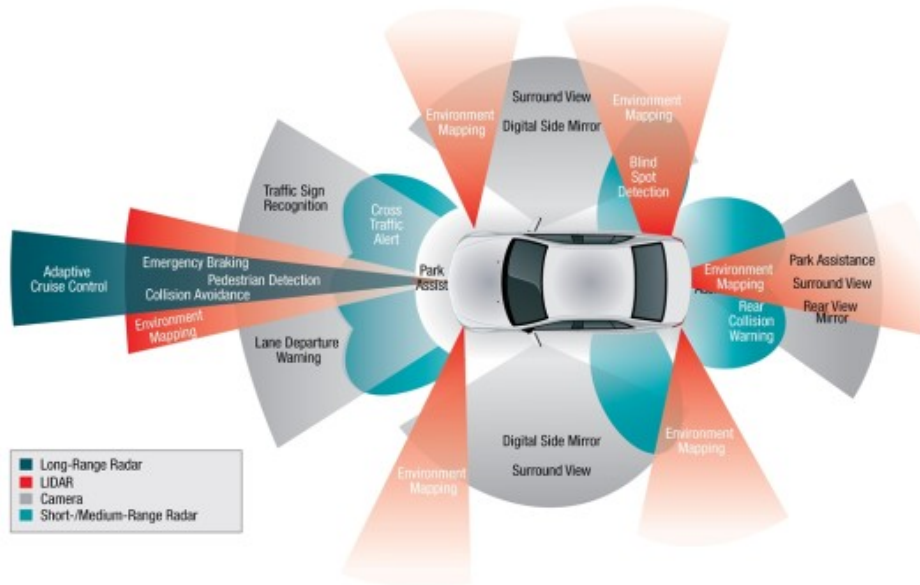 Environment
Mapping
Surround View
Digital Side Mirror
Environment
Mapping
Blind
Spot
Detection
Traffic Sign
Recognition
Cross
Traffic
Alert
Adaptive
Cruise Control
Emergency Braking
Pedestrian Detection
Collision Avoidance
Environment
Mapping
Lane Departure
Warning
Park
Assist
Environment
Mapping
Rear
Collision
Warning
Park Assistance
Surround View
Rear View
Mirror
Environment
Mapping
Digital Side Mirror
Surround View
Environment
Mapping
Long-Range Radar
LIDAR
Camera
Short-/Medium-Range Radar